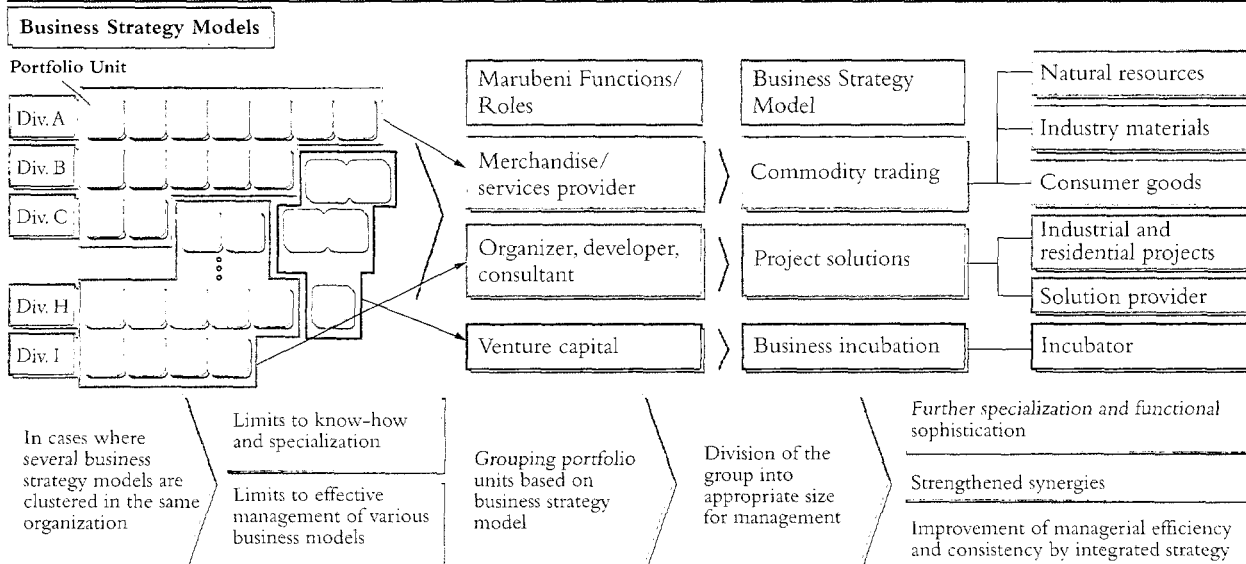 Business Strategy Models
Portfolio Unit
Div. A
Div. B
Div. C
Div. H
Div. I
Marubeni Functions/
Roles
Merchandise/
services provider
Organizer, developer,
consultant
Venture capital
Business Strategy
Model
Commodity trading
Project solutions
Business incubation
Natural resources
Industry materials
Consumer goods
Industrial and
residential projects
Solution provider
Incubator
In cases where
several business
strategy models are
clustered in the same
organization
Limits to know-how
and specialization
Limits to effective
management of various
business models
Grouping portfolio
units based on
business strategy
model
Division of the
group into
appropriate size
for management
Further specialization and functional
sophistication
Strengthened synergies
Improvement of managerial efficiency
and consistency by integrated strategy